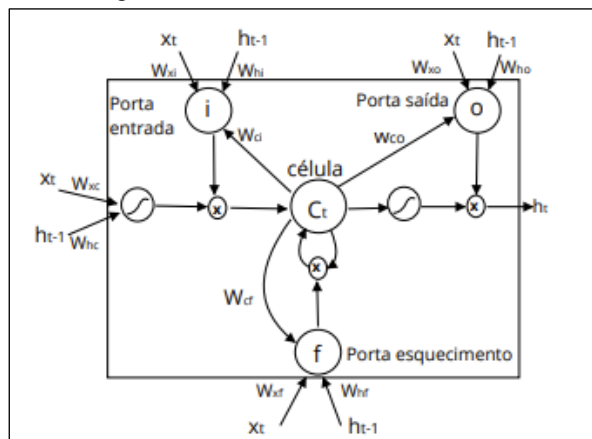 xt ht-1 xt ht-1
Wxi Whi Wxo Who
Porta entrada
i
Porta saída
o
Wci
wco
célula
xt Wxc
x
Ct
x
ht
ht-1 Whc
x
Wcf
f
Porta esquecimento
Wxf Whf
xt ht-1